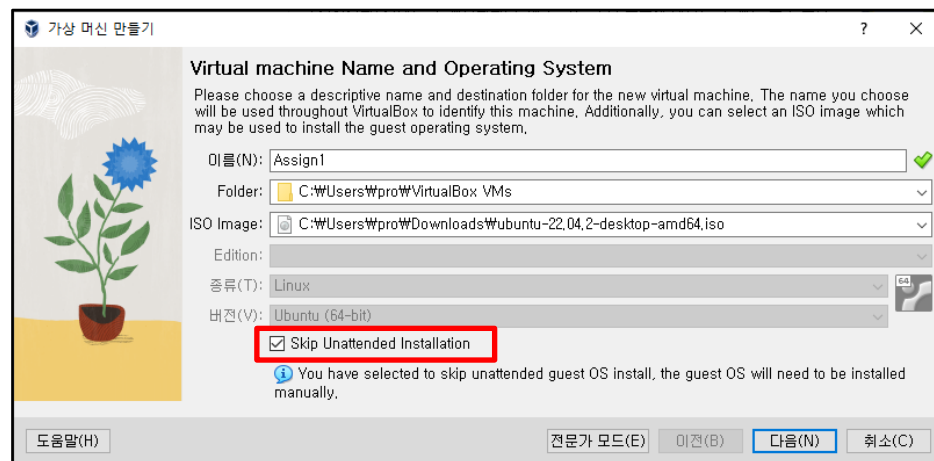 가상 머신 만들기
Virtual machine Name and Operating System
Please choose a descriptive name and destination folder for the new virtual machine, The name you choose
will be used throughout VirtualBox to identify this machine, Additionally, you can select an ISO image which
may be used to install the guest operating system,
이름(N): Assign1
Folder: C:₩Users₩pro₩VirtualBox VMs
ISO Image: C:₩Users₩pro₩Downloads₩ubuntu-22,04,2-desktop-amd64,iso
Edition:
종류(T): Linux
64
버전(V): Ubuntu (64-bit)
Skip Unattended Installation
You have selected to skip unattended guest OS install, the guest OS will need to be installed
manually,
도움말(H) 전문가 모드(E) 이전(B) 다음(N) 취소(C)